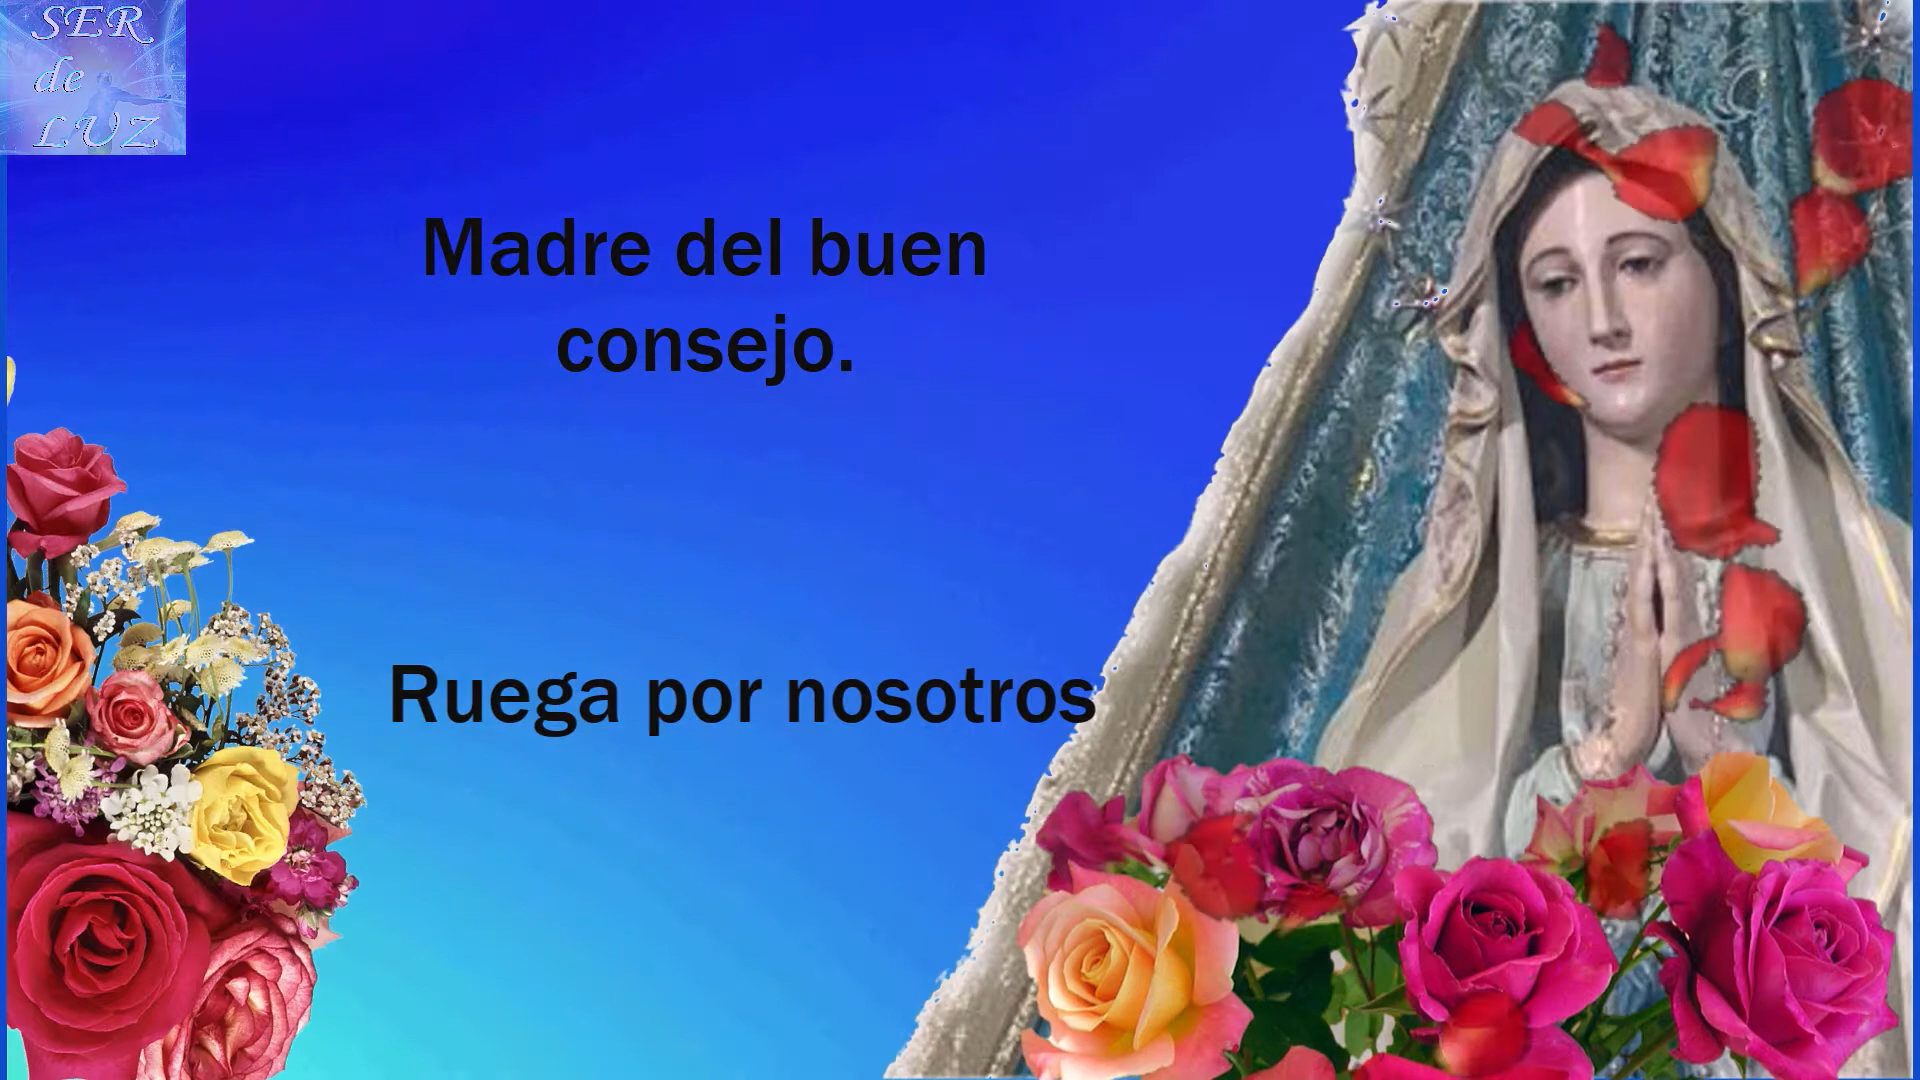 SER
de
LUZ
Madre del buen
consejo.
Ruega por nosotros